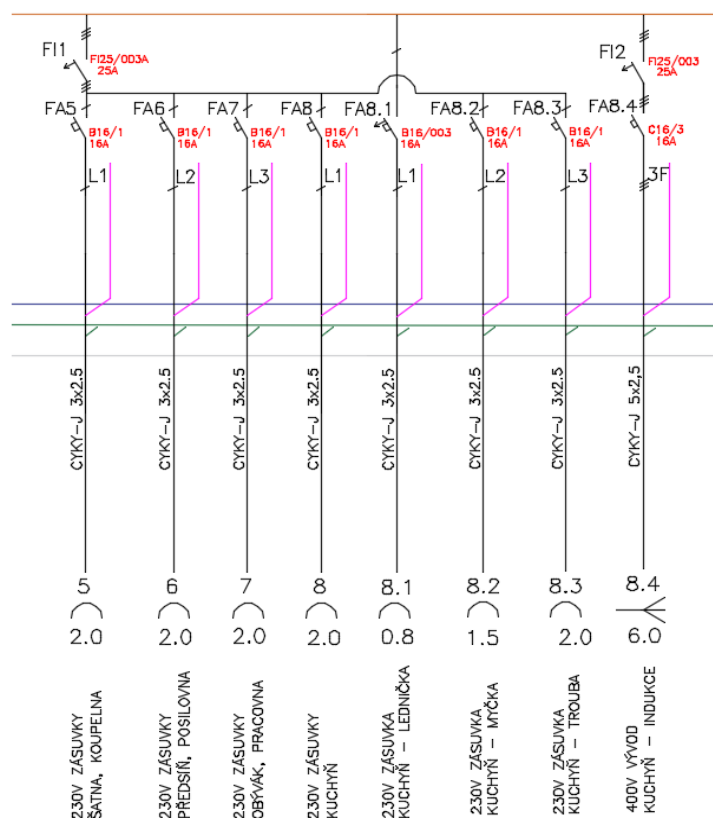 FI1
FI25/003A
25A
FI2
FI25/003
25A
FA5
B16/1
16A
FA6
B16/1
16A
FA7
B16/1
16A
FA8
B16/1
16A
FA8.1
B16/003
16A
FA8.2
B16/1
16A
FA8.3
B16/1
16A
FA8.4
C16/3
16A
L1
L2
L3
L1
L1
L2
L3
3F
CYKY-J 3x2.5
CYKY-J 3x2.5
CYKY-J 3x2.5
CYKY-J 3x2.5
CYKY-J 3x2.5
CYKY-J 3x2.5
CYKY-J 3x2.5
CYKY-J 5x2,5
5
6
7
8
8.1
8.2
8.3
8.4
2.0
2.0
2.0
2.0
0.8
1.5
2.0
6.0
230V ZÁSUVKY
ŠATNA, KOUPELNA
230V ZÁSUVKY
PŘEDSÍŇ, POSILOVNA
230V ZÁSUVKY
OBÝVÁK, PRACOVNA
230V ZÁSUVKY
KUCHYŇ
230V ZÁSUVKA
KUCHYŇ - LEDNIČKA
230V ZÁSUVKA
KUCHYŇ - MYČKA
230V ZÁSUVKA
KUCHYŇ - TROUBA
400V VÝVOD
KUCHYŇ - INDUKCE